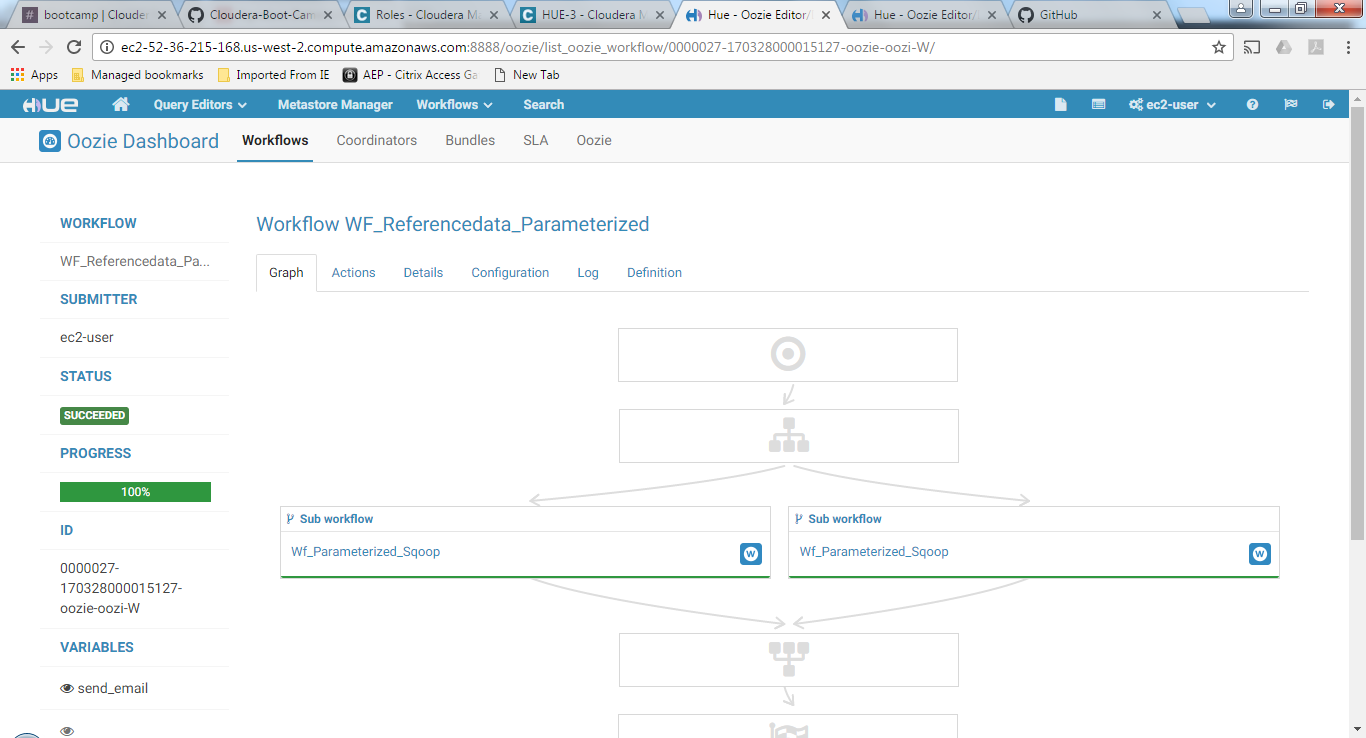 bootcamp | Clouder
Cloudera-Boot-Cam
Roles - Cloudera Ma
HUE-3 - Cloudera M
Hue - Oozie Editor/
Hue - Oozie Editor/
GitHub
ec2-52-36-215-168.us-west-2.compute.amazonaws.com:8888/oozie/list_oozie_workflow/0000027-170328000015127-oozie-oozi-W/
Apps Managed bookmarks Imported From IE AEP - Citrix Access Ga New Tab
HUE Query Editors Metastore Manager Workflows Search ec2-user
Oozie Dashboard Workflows Coordinators Bundles SLA Oozie
WORKFLOW
WF_Referencedata_Pa...
SUBMITTER
ec2-user
STATUS
SUCCEEDED
PROGRESS
100%
ID
0000027-
170328000015127-
oozie-oozi-W
VARIABLES
send_email
Workflow WF_Referencedata_Parameterized
Graph Actions Details Configuration Log Definition
Sub workflow
Wf_Parameterized_Sqoop
W
Sub workflow
Wf_Parameterized_Sqoop
W